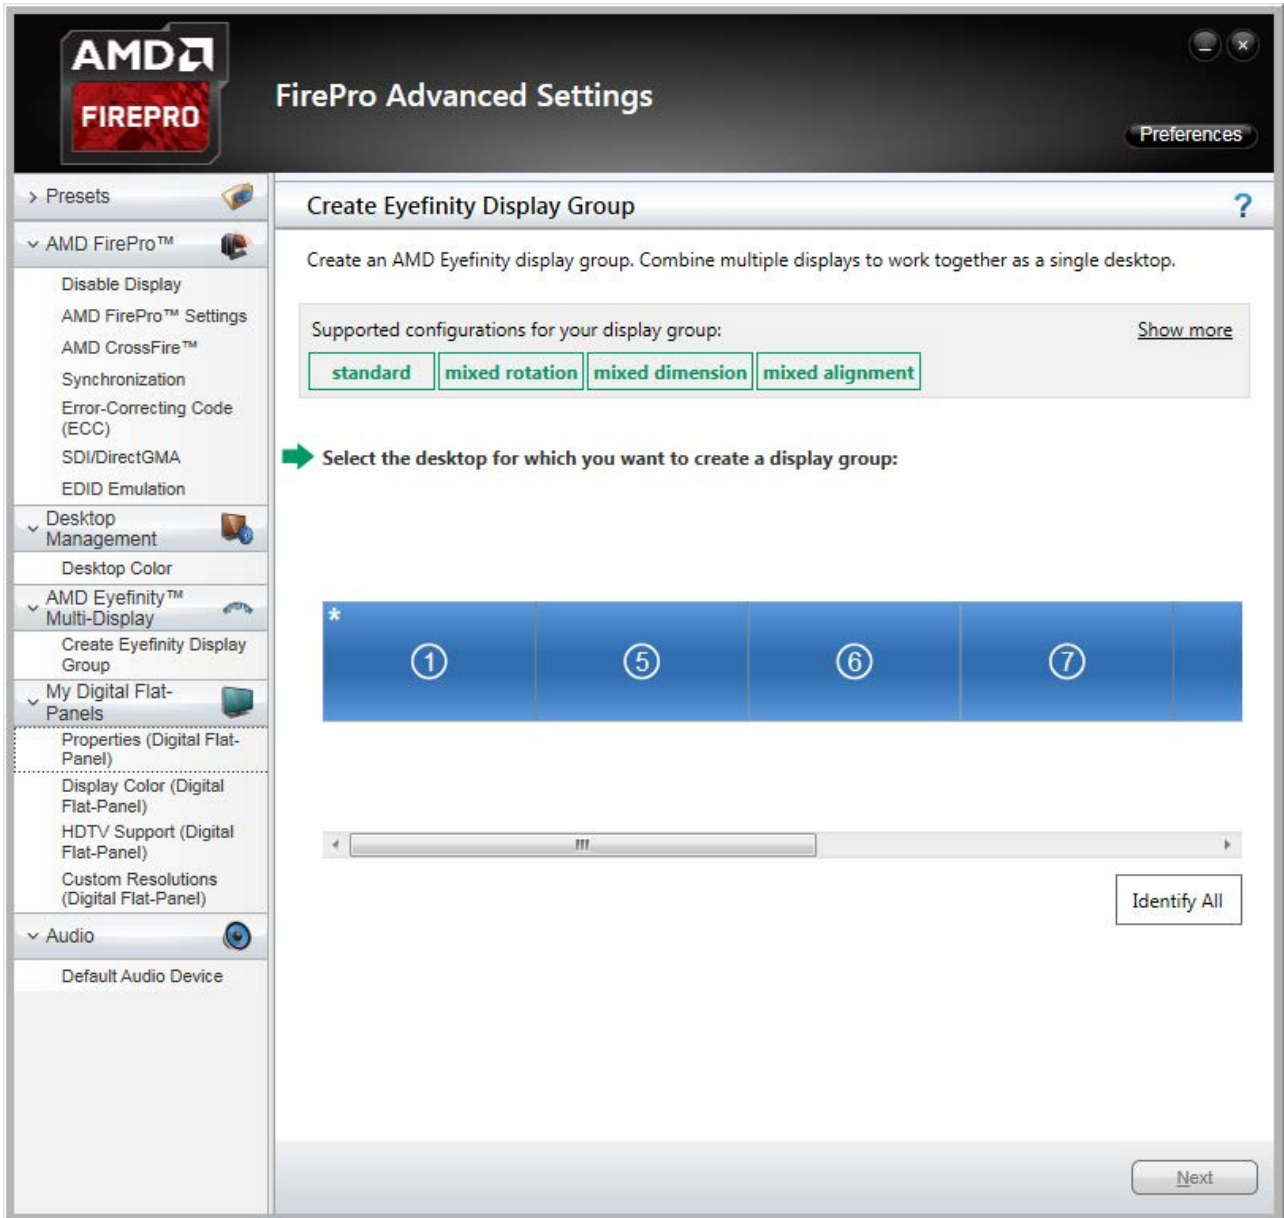 AMD
FIREPRO
FirePro Advanced Settings
Preferences
Presets
AMD FirePro™
Disable Display
AMD FirePro™ Settings
AMD CrossFire™
Synchronization
Error-Correcting Code
(ECC)
SDI/DirectGMA
EDID Emulation
Desktop
Management
Desktop Color
AMD Eyefinity™
Multi-Display
Create Eyefinity Display
Group
My Digital Flat-
Panels
Properties (Digital Flat-
Panel)
Display Color (Digital
Flat-Panel)
HDTV Support (Digital
Flat-Panel)
Custom Resolutions
(Digital Flat-Panel)
Audio
Default Audio Device
Create Eyefinity Display Group
?
Create an AMD Eyefinity display group. Combine multiple displays to work together as a single desktop.
Supported configurations for your display group:
Show more
standard mixed rotation mixed dimension mixed alignment
Select the desktop for which you want to create a display group:
*
1 5 6 7
Identify All
Next